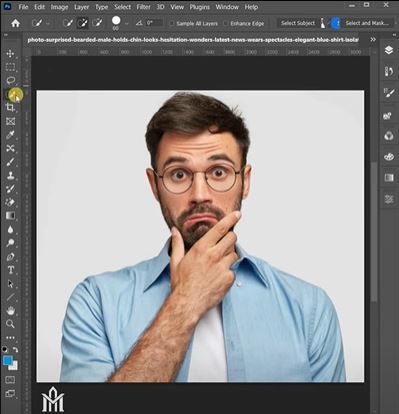 Ps File Edit Image Layer Type Select Filter 3D View Plugins Window Help
60 0° Sample All Layers Enhance Edge Select Subject Select and Mask...
photo-surprised-bearded-male-holds-chin-looks-hesitation-wonders-latest-news-wears-spectacles-elegant-blue-shirt-isolat